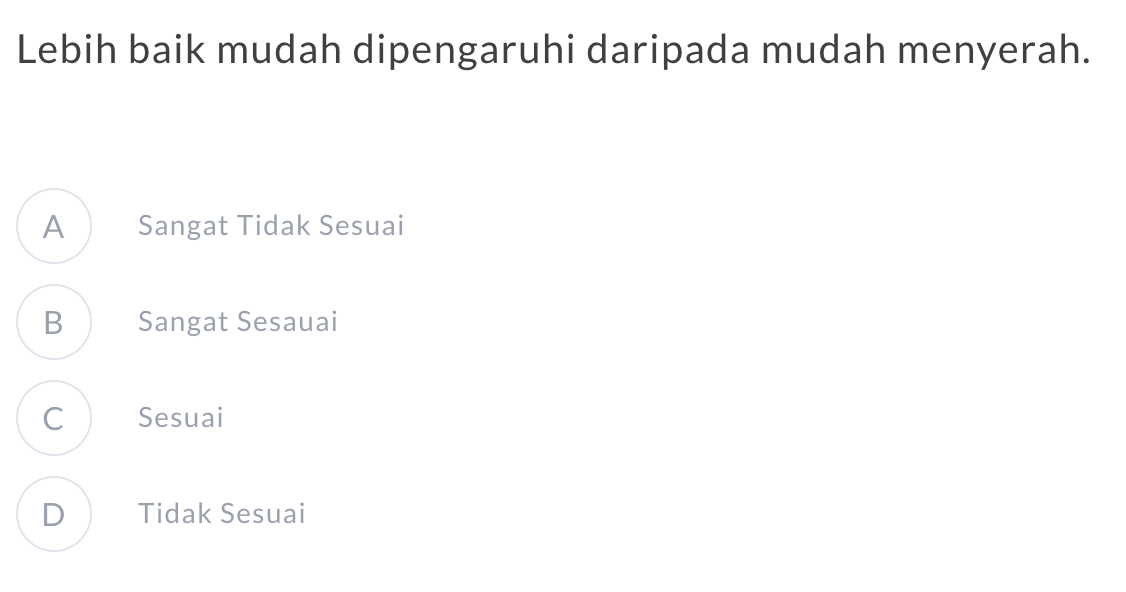 Lebih baik mudah dipengaruhi daripada mudah menyerah.
A Sangat Tidak Sesuai
B Sangat Sesauai
C Sesuai
D Tidak Sesuai